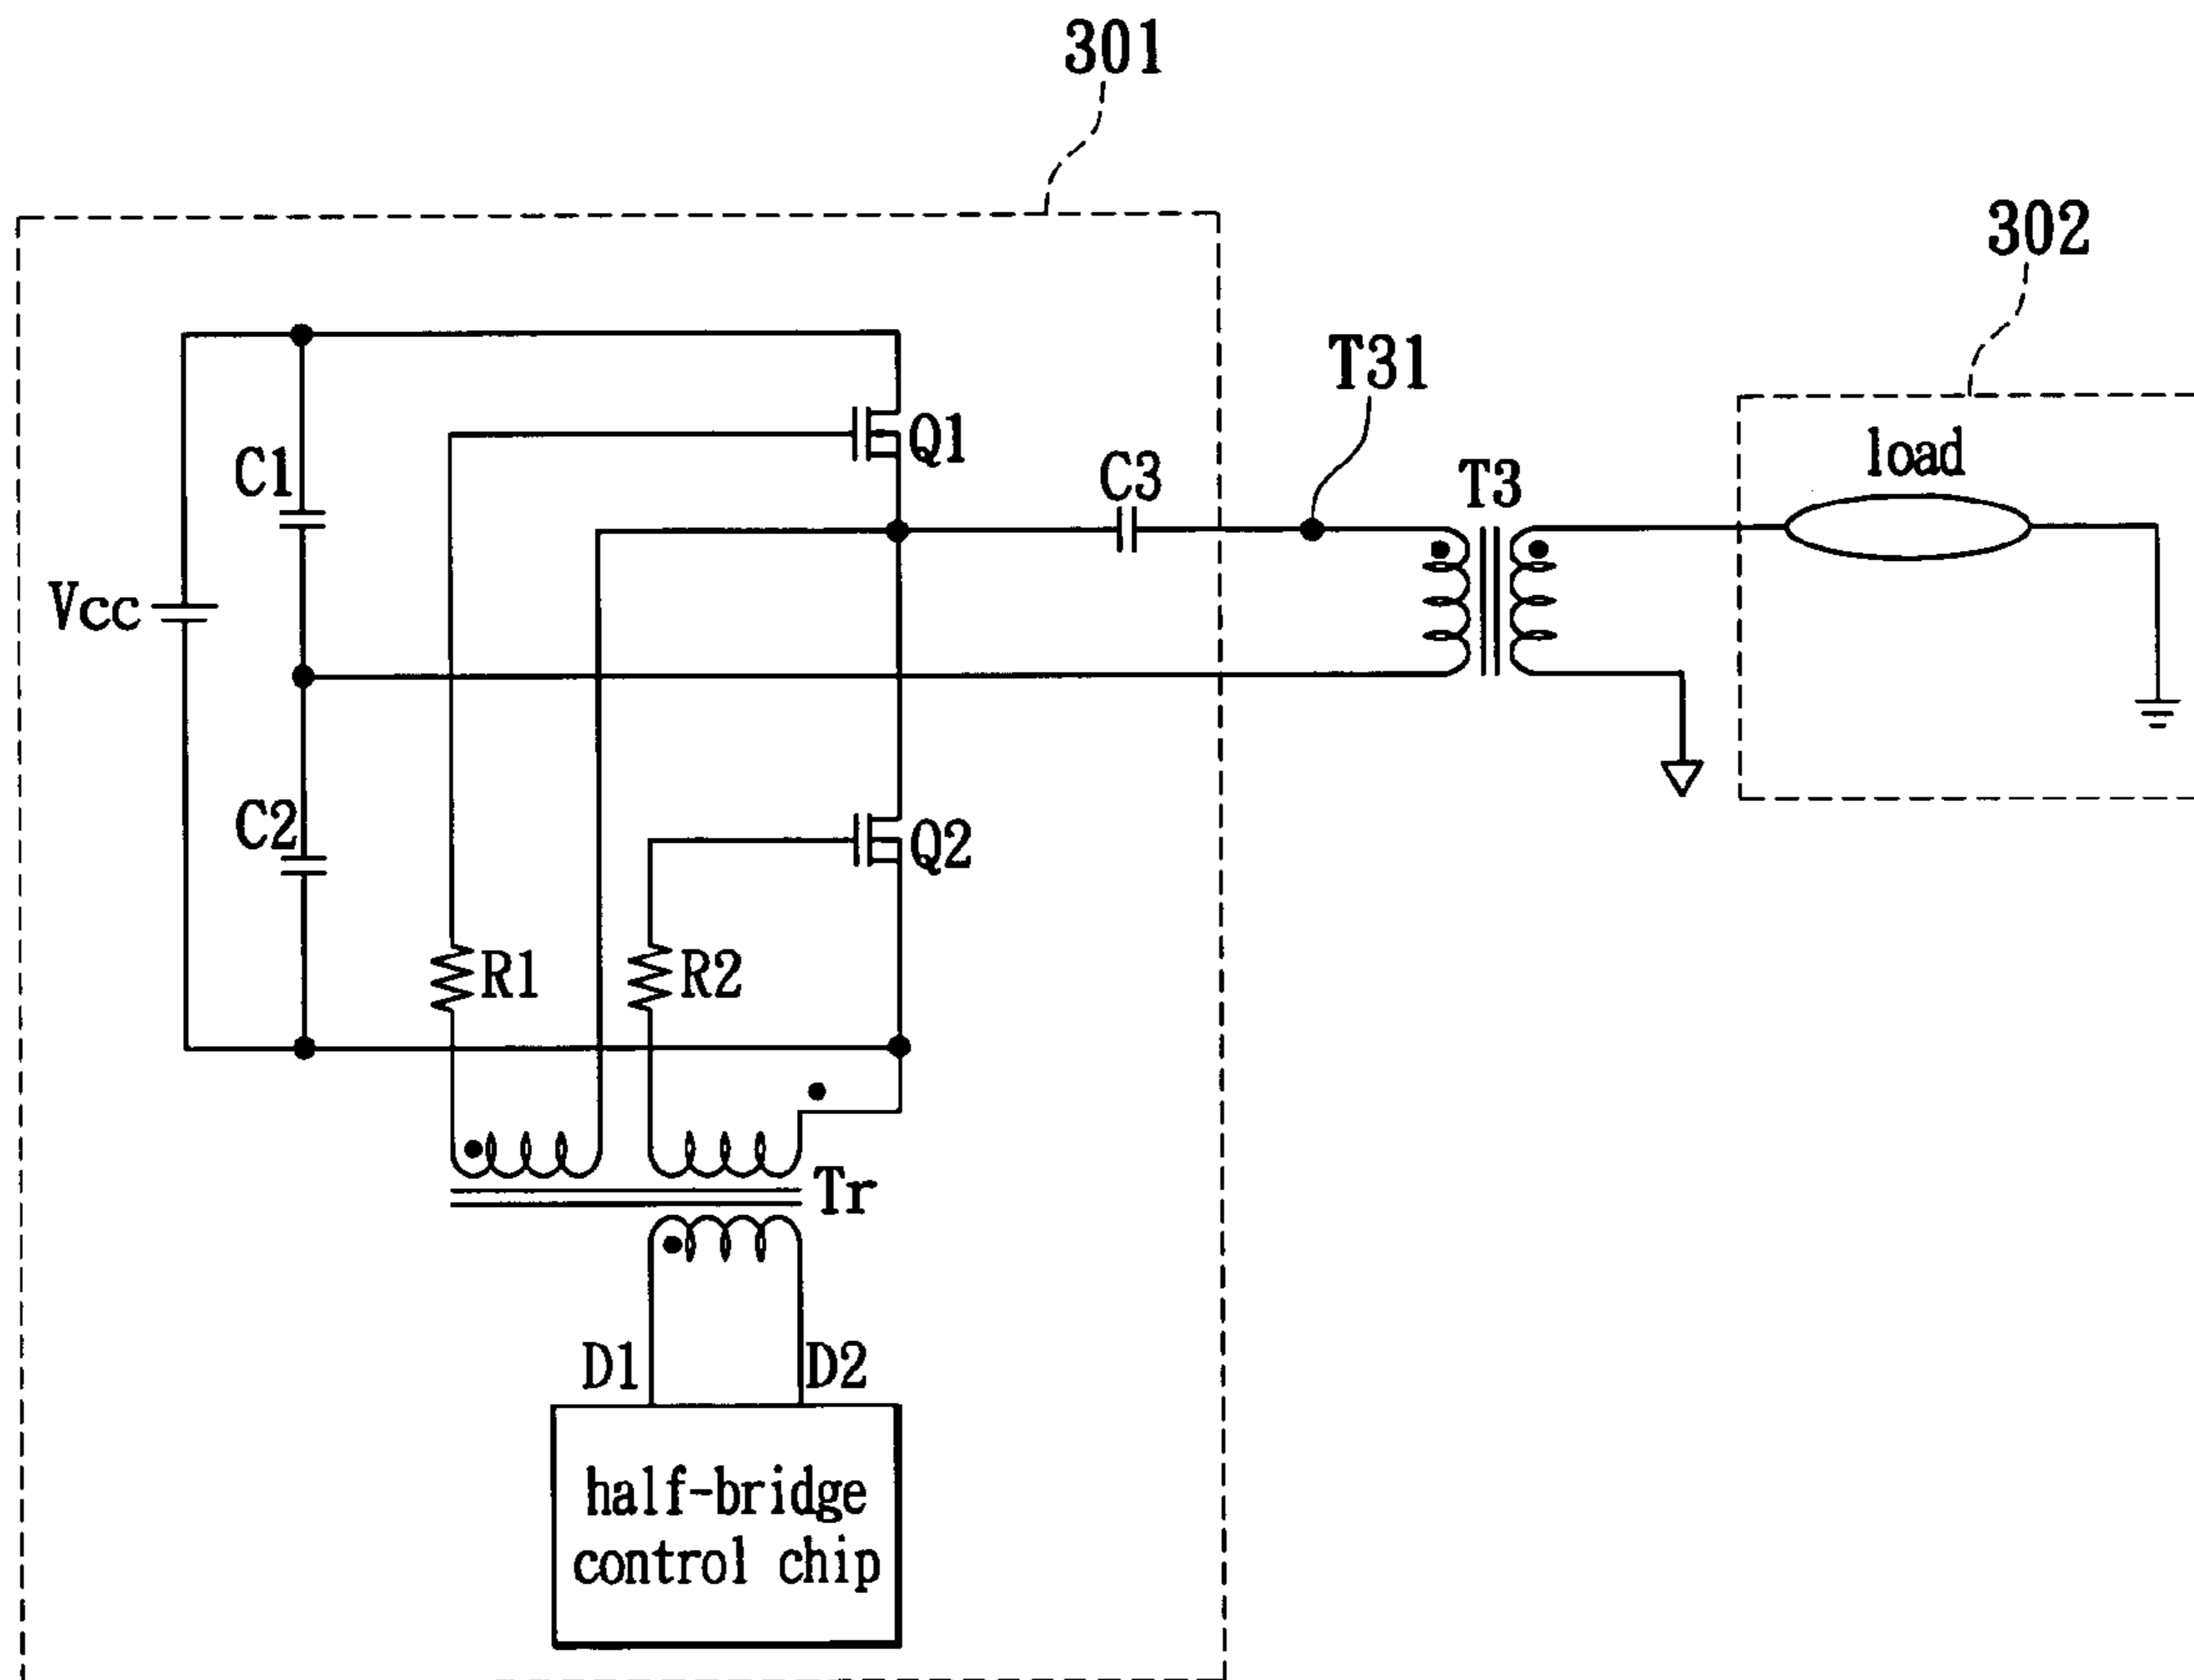 301
302
T31
Q1
C1
C3
T3
load
Vcc
C2
Q2
R1
R2
Tr
D1
D2
half-bridge
control chip